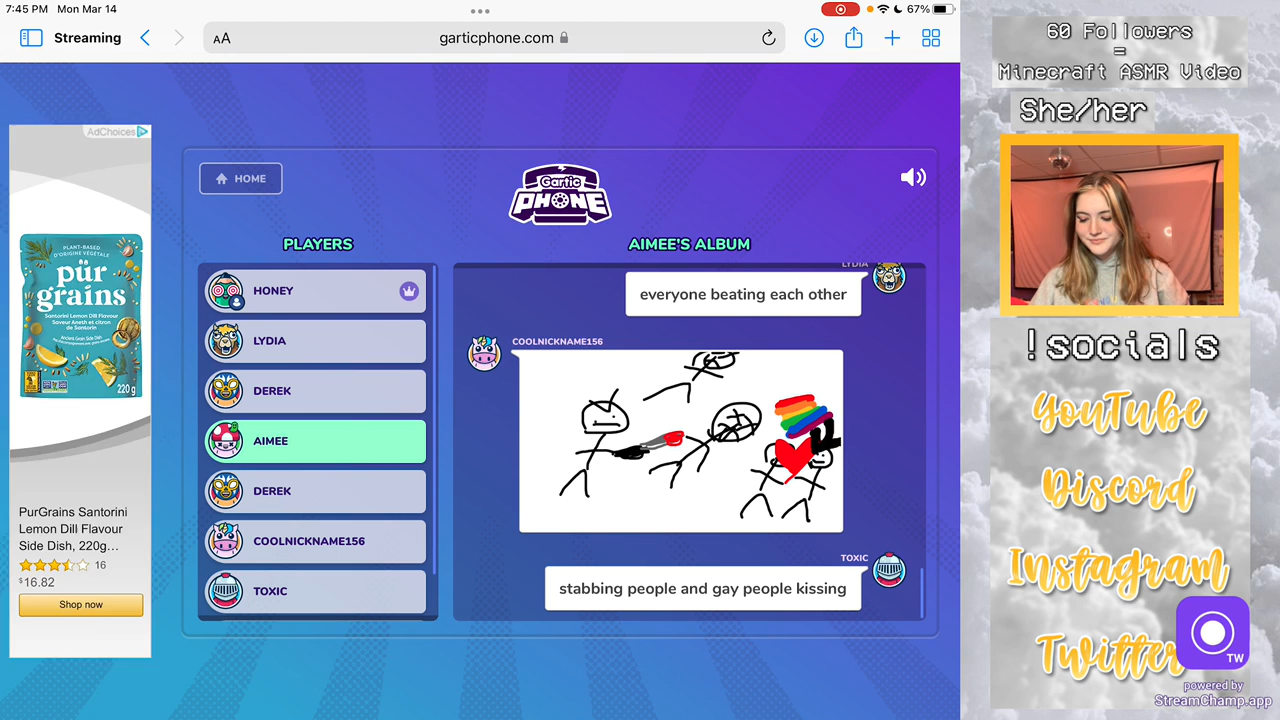 7:45 PM Mon Mar 14
67%
Streaming
AA
garticphone.com
AdChoices
PLANT-BASED
D'ORIGINE VÉGÉTALE
pür
grains
Santorini Lemon Dill Flavour
Saveur Aneth et citron
de Santorin
220 g
PurGrains Santorini
Lemon Dill Flavour
Side Dish, 220g...
16
$16.82
Shop now
HOME
Gartic
PHONE
PLAYERS
HONEY
LYDIA
DEREK
AIMEE
DEREK
COOLNICKNAME156
TOXIC
AIMEE'S ALBUM
LYDIA
everyone beating each other
COOLNICKNAME156
TOXIC
stabbing people and gay people kissing
60 Followers
=
Minecraft ASMR Video
She/her
!socials
YouTube
Discord
Instagram
Twitter
TW
powered by
StreamChamp.app